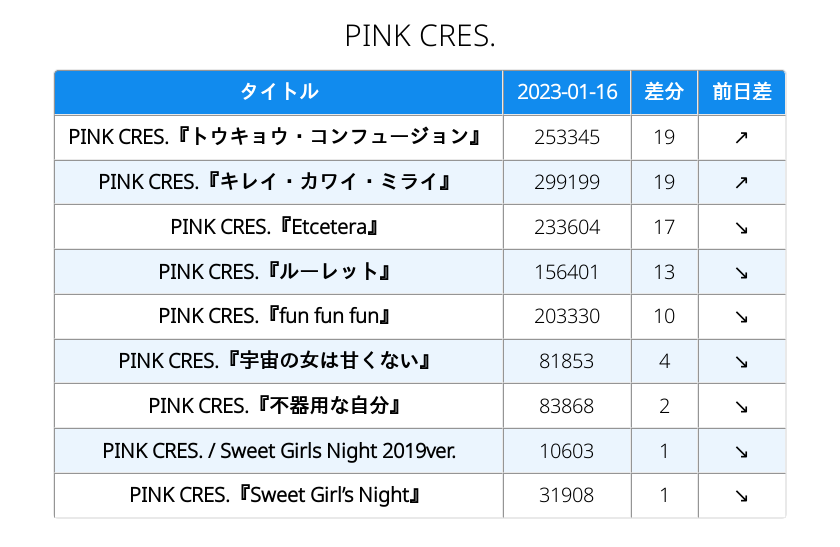 PINK CRES.
タイトル 2023-01-16 差分 前日差
PINK CRES.『トウキョウ・コンフュージョン』 253345 19 ↗
PINK CRES.『キレイ・カワイ・ミライ』 299199 19 ↗
PINK CRES.『Etcetera』 233604 17 ↘
PINK CRES.『ルーレット』 156401 13 ↘
PINK CRES.『fun fun fun』 203330 10 ↘
PINK CRES.『宇宙の女は甘くない』 81853 4 ↘
PINK CRES.『不器用な自分』 83868 2 ↘
PINK CRES. / Sweet Girls Night 2019ver. 10603 1 ↘
PINK CRES.『Sweet Girl’s Night』 31908 1 ↘